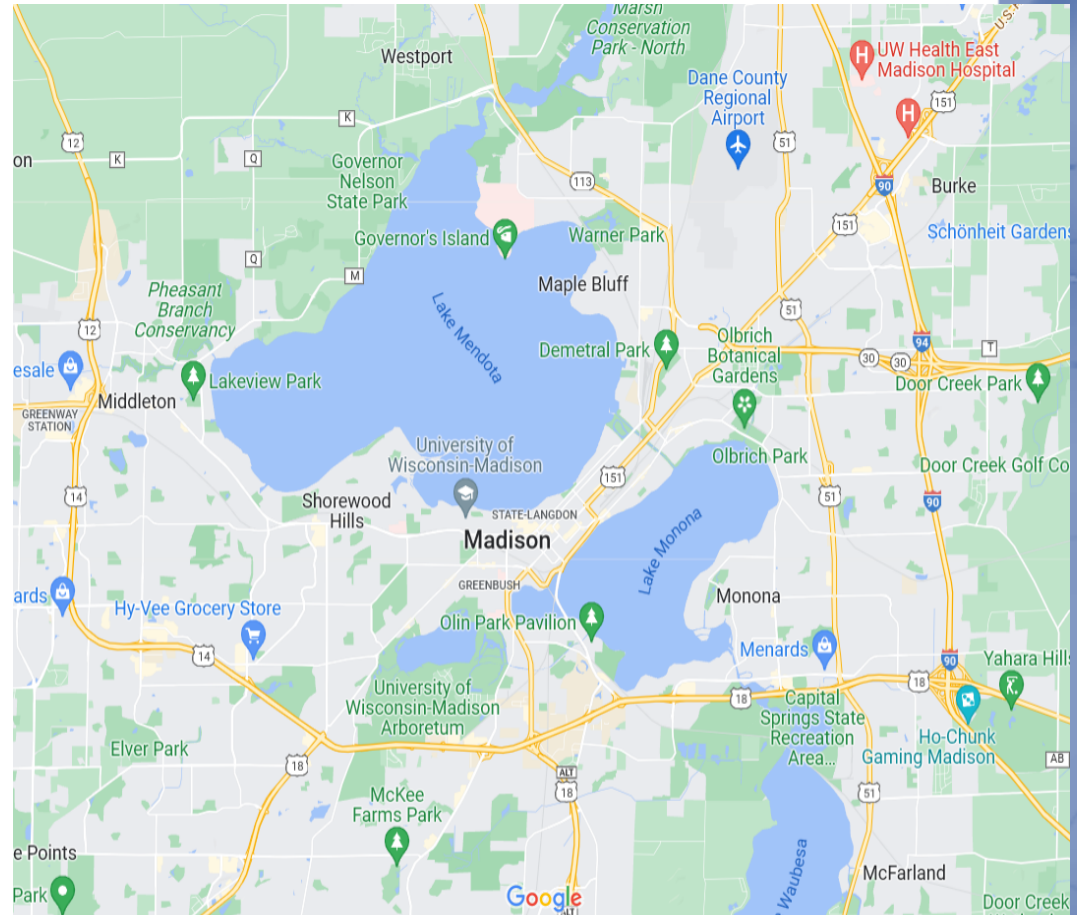 Marsh
Conservation
Park - North
Westport
UW Health East
Madison Hospital
U.S.
Dane County
Regional
Airport
H
H
151
12
K
51
K
Q
on
Governor
Nelson
State Park
113
90
Burke
Governor's Island
Warner Park
151
Schönheit Gardens
Q
M
Maple Bluff
Pheasant
Branch
Conservancy
Lake Mendota
51
12
Demetral Park
Olbrich
Botanical
Gardens
94
T
30
30
esale
Lakeview Park
Door Creek Park
Middleton
GREENWAY
STATION
University of
Wisconsin-Madison
Olbrich Park
Door Creek Golf Co
151
14
Shorewood
Hills
STATE-LANGDON
51
90
Madison
Lake Monona
GREENBUSH
ards
Hy-Vee Grocery Store
Monona
Olin Park Pavilion
14
Menards
90
Yahara Hills
University of
Wisconsin-Madison
Arboretum
18
18
Capital
Springs State
Recreation
Area...
Elver Park
18
Ho-Chunk
Gaming Madison
AB
ALT
18
51
McKee
Farms Park
e Points
Waubesa
McFarland
Park
Google
ALT
Door Creek